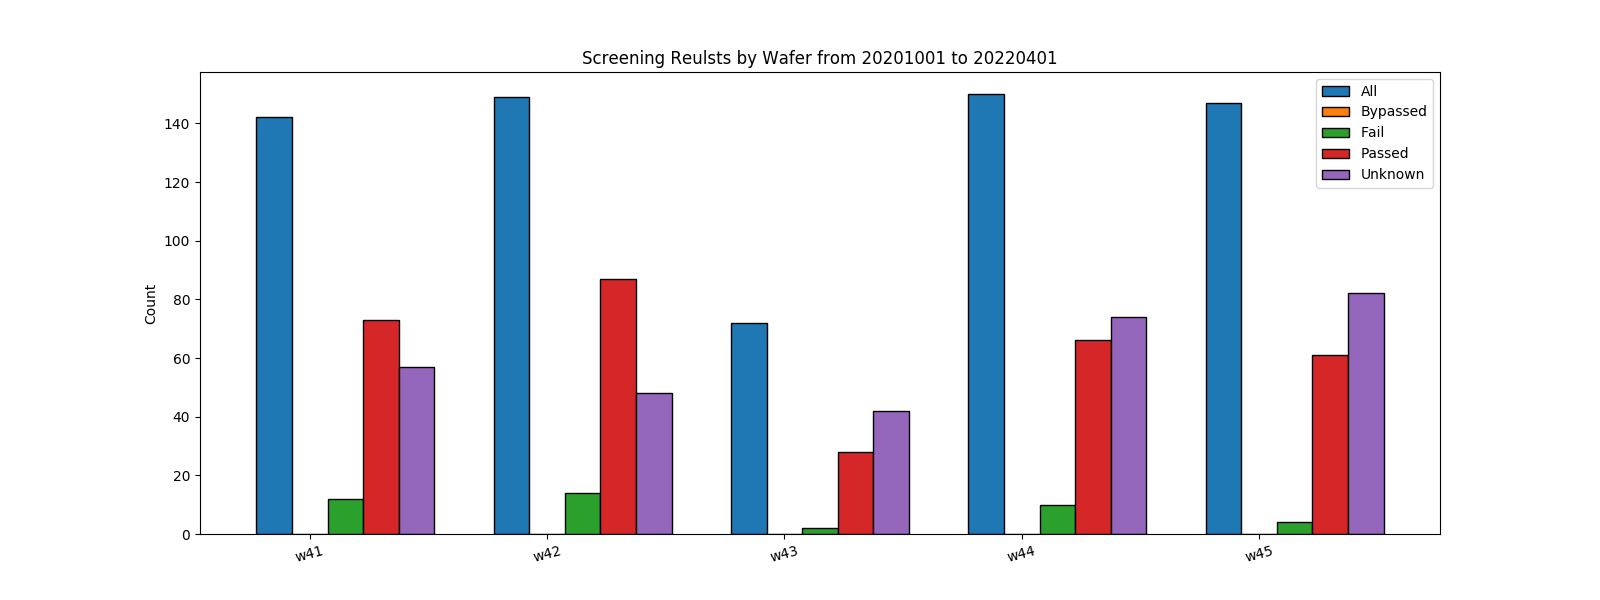 Screening Reulsts by Wafer from 20201001 to 20220401
All
Bypassed
Fail
Passed
Unknown
140
120
100
80
60
40
20
0
Count
w41
w42
w43
w44
w45